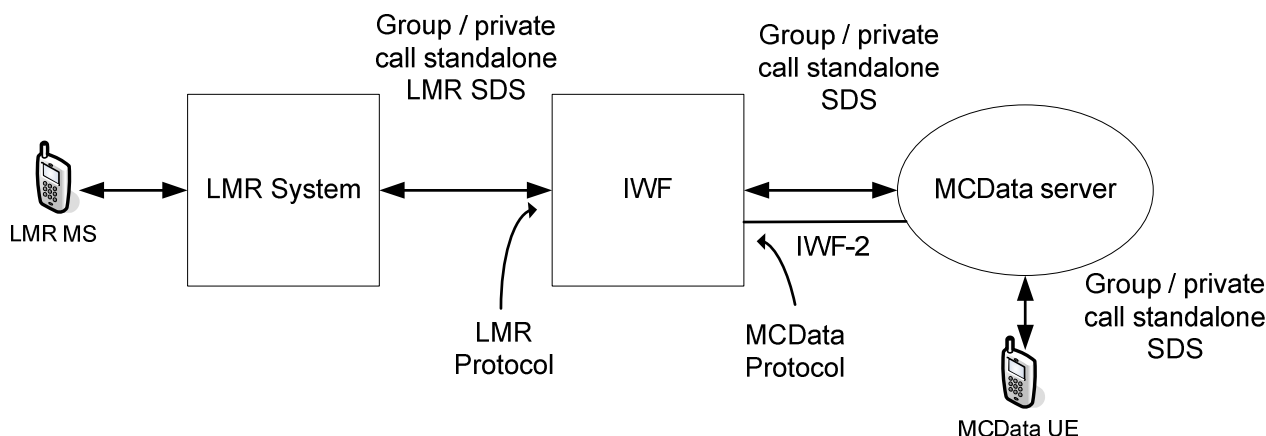 Group / private
call standalone
LMR SDS
Group / private
call standalone
SDS
LMR System
IWF
MCData server
LMR MS
IWF-2
LMR
Protocol
MCData
Protocol
Group / private
call standalone
SDS
MCData UE